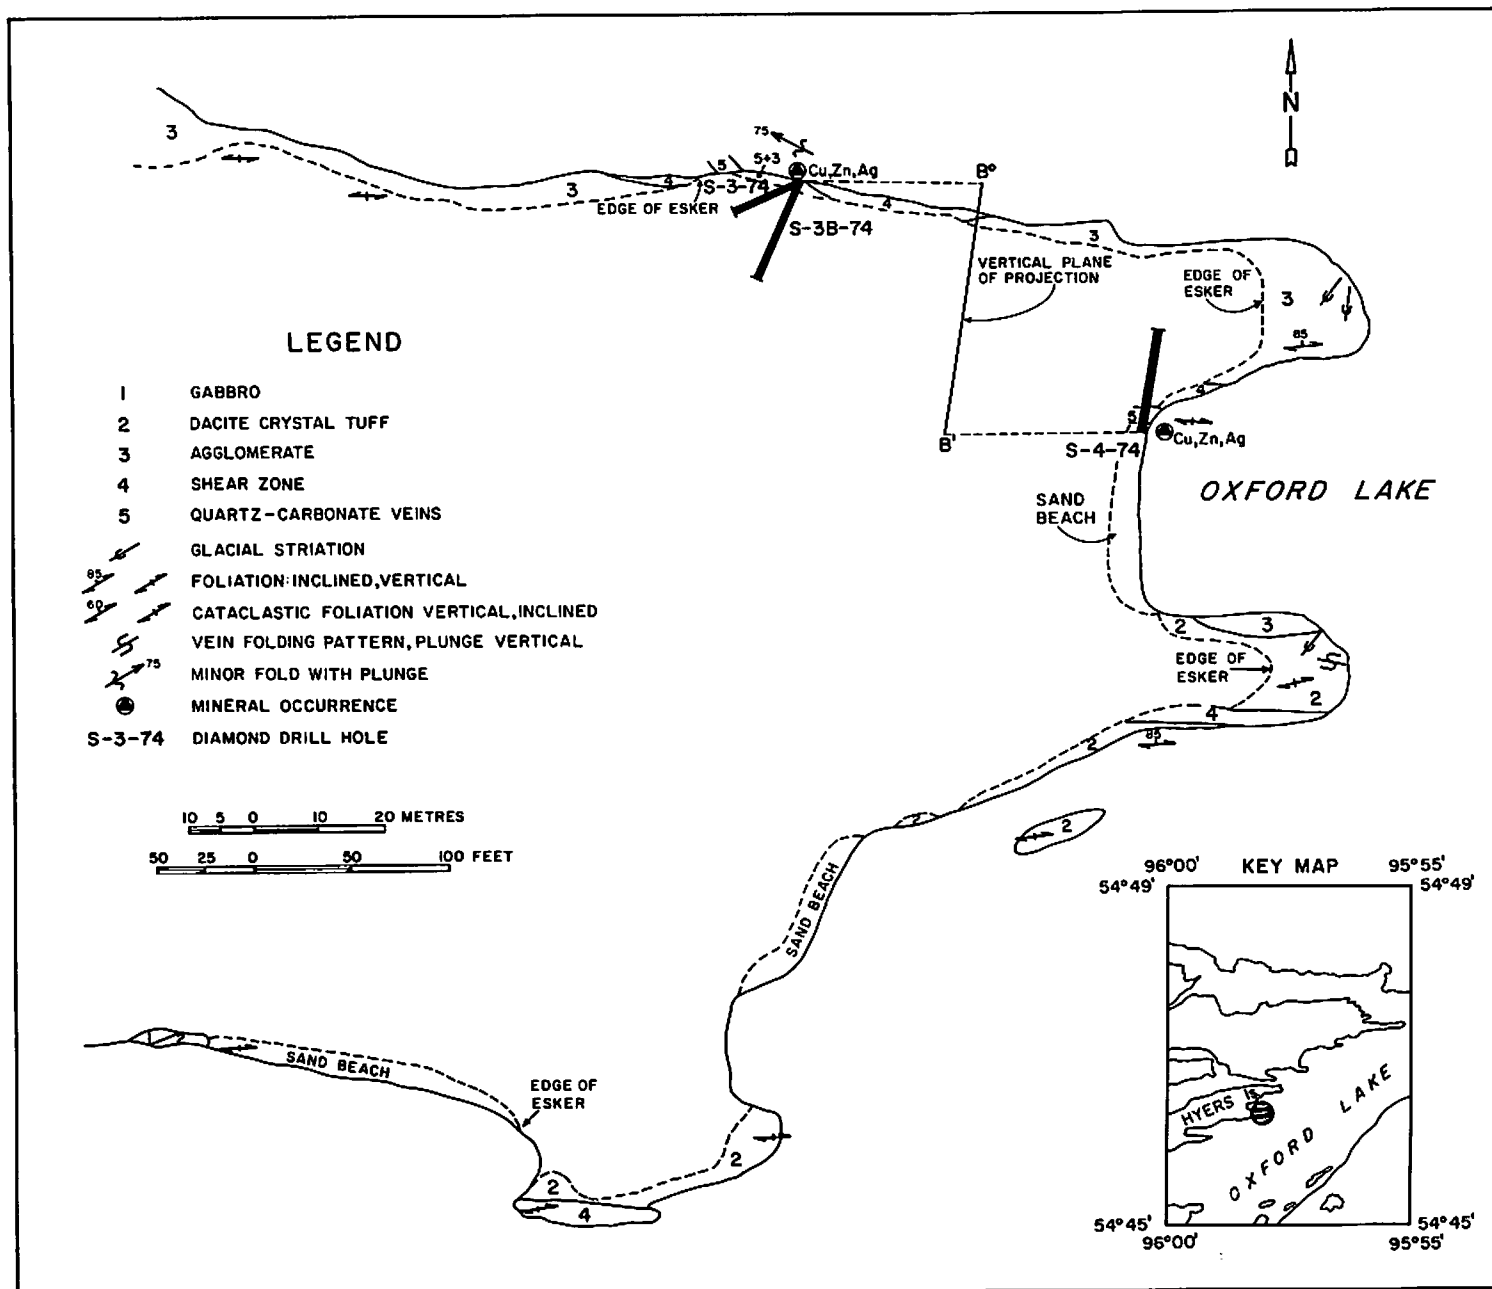 N
3
75
5
5+3
Cu,Zn,Ag
B°
4
S-3-74
3
EDGE OF ESKER
4
S-3B-74
3
VERTICAL PLANE
OF PROJECTION
EDGE OF
ESKER
3
85
4
5
Cu,Zn,Ag
B'
S-4-74
OXFORD LAKE
SAND
BEACH
LEGEND
1 GABBRO
2 DACITE CRYSTAL TUFF
3 AGGLOMERATE
4 SHEAR ZONE
5 QUARTZ-CARBONATE VEINS
GLACIAL STRIATION
85 FOLIATION:INCLINED,VERTICAL
60 CATACLASTIC FOLIATION VERTICAL,INCLINED
VEIN FOLDING PATTERN, PLUNGE VERTICAL
75 MINOR FOLD WITH PLUNGE
MINERAL OCCURRENCE
S-3-74 DIAMOND DRILL HOLE
2
3
EDGE OF
ESKER
2
4
2
85
2
2
10 5 0 10 20 METRES
50 25 0 50 100 FEET
SAND BEACH
2
SAND BEACH
EDGE OF
ESKER
2
2
4
KEY MAP
96°00' 95°55'
54°49' 54°49'
HYERS Is.
OXFORD LAKE
54°45' 54°45'
96°00' 95°55'